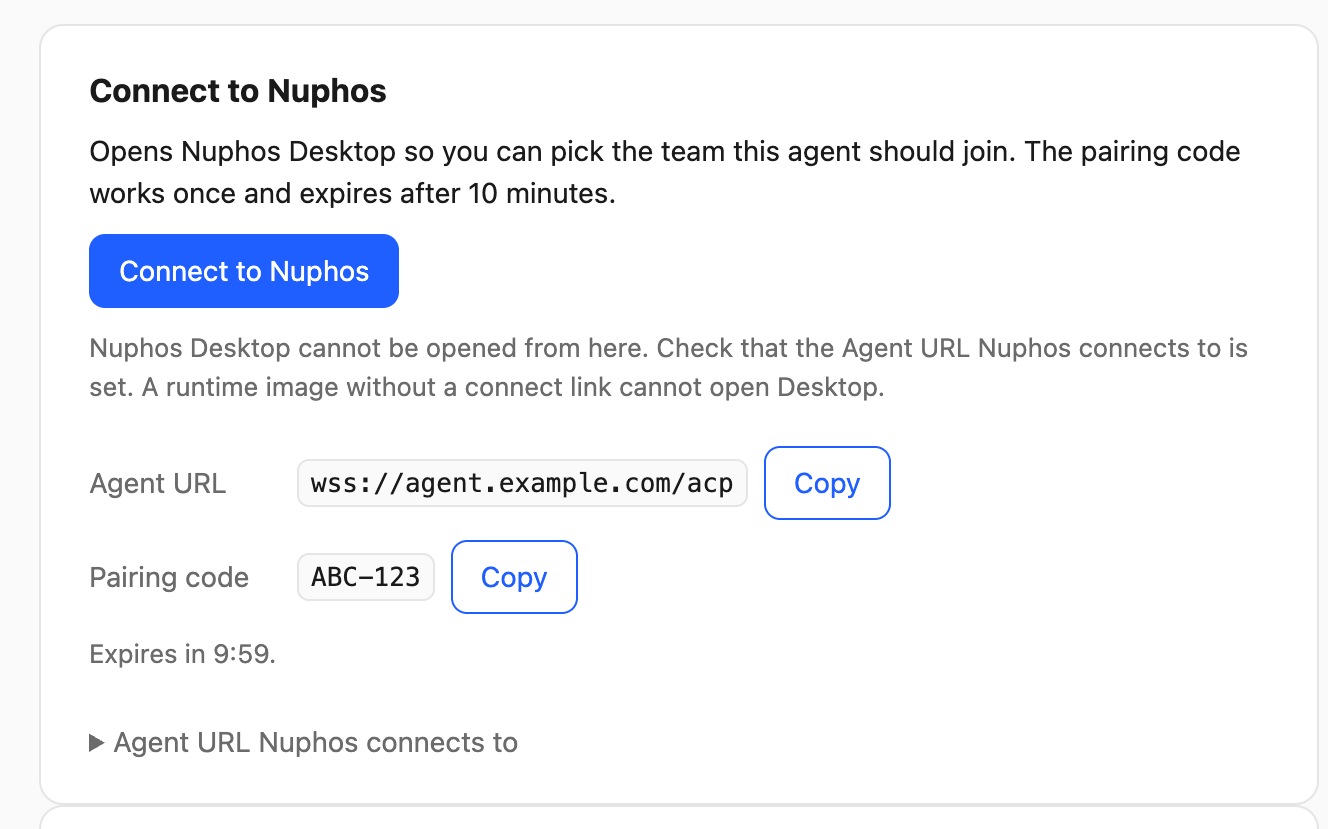 Connect to Nuphos
Opens Nuphos Desktop so you can pick the team this agent should join. The pairing code
works once and expires after 10 minutes.
Connect to Nuphos
Nuphos Desktop cannot be opened from here. Check that the Agent URL Nuphos connects to is
set. A runtime image without a connect link cannot open Desktop.
Agent URL wss://agent.example.com/acp Copy
Pairing code ABC-123 Copy
Expires in 9:59.
Agent URL Nuphos connects to